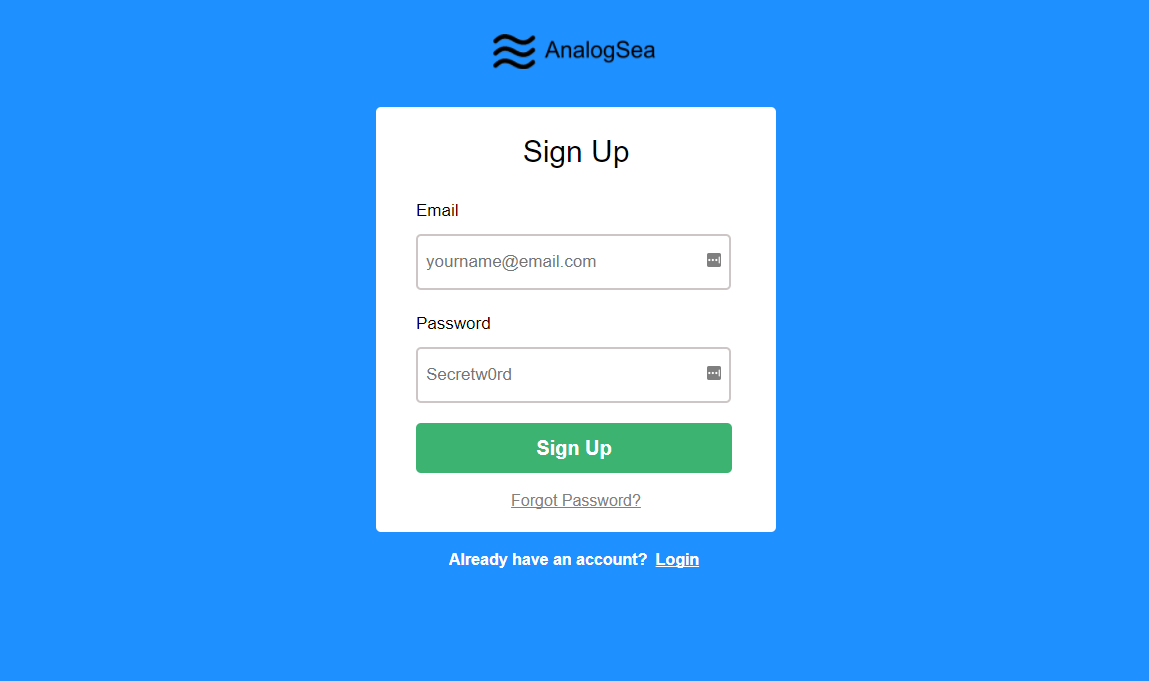 AnalogSea
Sign Up
Email
yourname@email.com
Password
Secretw0rd
Sign Up
Forgot Password?
Already have an account? Login